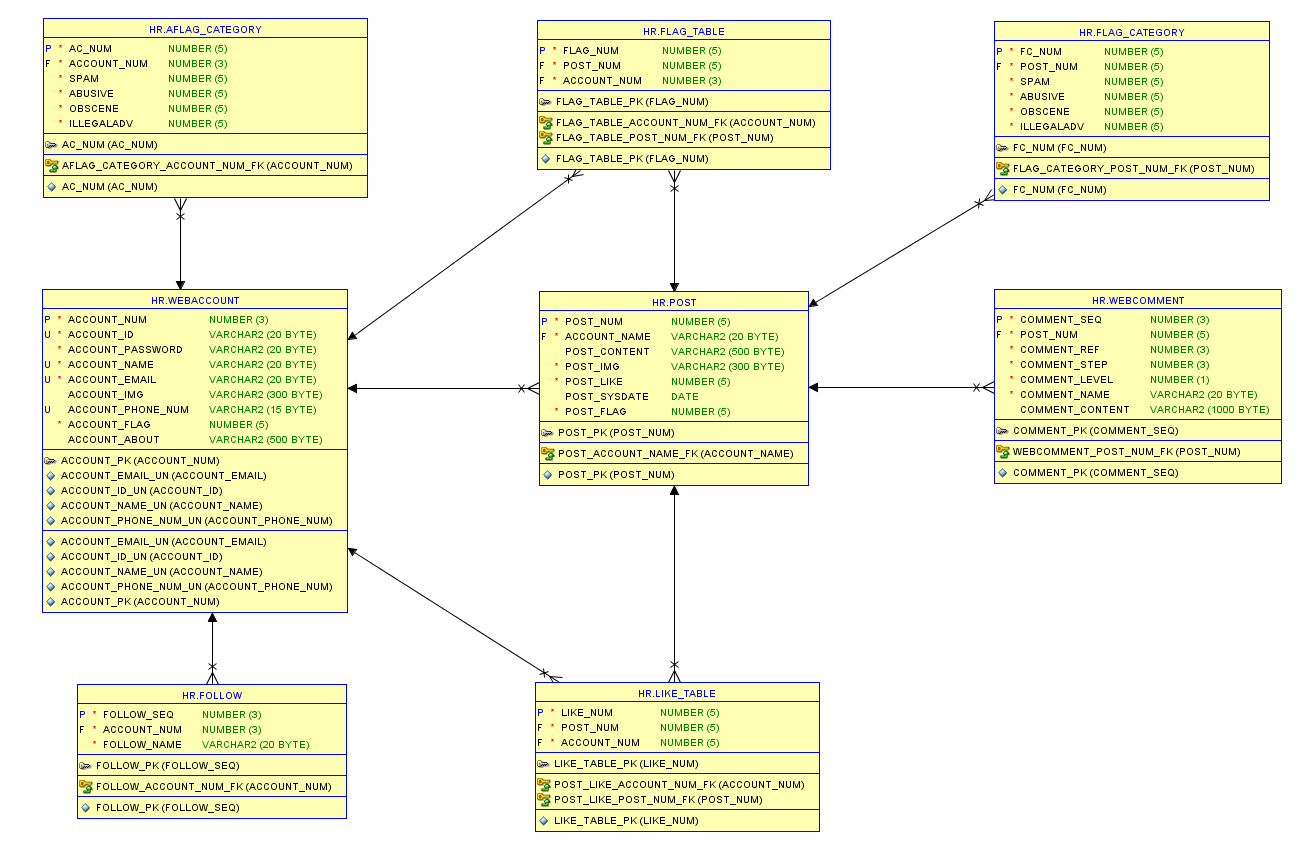 HR.AFLAG_CATEGORY
P * AC_NUM NUMBER (5)
F * ACCOUNT_NUM NUMBER (3)
* SPAM NUMBER (5)
* ABUSIVE NUMBER (5)
* OBSCENE NUMBER (5)
* ILLEGALADV NUMBER (5)
AC_NUM (AC_NUM)
AFLAG_CATEGORY_ACCOUNT_NUM_FK (ACCOUNT_NUM)
AC_NUM (AC_NUM)
HR.FLAG_TABLE
P * FLAG_NUM NUMBER (5)
F * POST_NUM NUMBER (5)
F * ACCOUNT_NUM NUMBER (3)
FLAG_TABLE_PK (FLAG_NUM)
FLAG_TABLE_ACCOUNT_NUM_FK (ACCOUNT_NUM)
FLAG_TABLE_POST_NUM_FK (POST_NUM)
FLAG_TABLE_PK (FLAG_NUM)
HR.FLAG_CATEGORY
P * FC_NUM NUMBER (5)
F * POST_NUM NUMBER (5)
* SPAM NUMBER (5)
* ABUSIVE NUMBER (5)
* OBSCENE NUMBER (5)
* ILLEGALADV NUMBER (5)
FC_NUM (FC_NUM)
FLAG_CATEGORY_POST_NUM_FK (POST_NUM)
FC_NUM (FC_NUM)
HR.WEBACCOUNT
P * ACCOUNT_NUM NUMBER (3)
U * ACCOUNT_ID VARCHAR2 (20 BYTE)
* ACCOUNT_PASSWORD VARCHAR2 (20 BYTE)
U * ACCOUNT_NAME VARCHAR2 (20 BYTE)
U * ACCOUNT_EMAIL VARCHAR2 (20 BYTE)
ACCOUNT_IMG VARCHAR2 (300 BYTE)
U ACCOUNT_PHONE_NUM VARCHAR2 (15 BYTE)
* ACCOUNT_FLAG NUMBER (5)
ACCOUNT_ABOUT VARCHAR2 (500 BYTE)
ACCOUNT_PK (ACCOUNT_NUM)
ACCOUNT_EMAIL_UN (ACCOUNT_EMAIL)
ACCOUNT_ID_UN (ACCOUNT_ID)
ACCOUNT_NAME_UN (ACCOUNT_NAME)
ACCOUNT_PHONE_NUM_UN (ACCOUNT_PHONE_NUM)
ACCOUNT_EMAIL_UN (ACCOUNT_EMAIL)
ACCOUNT_ID_UN (ACCOUNT_ID)
ACCOUNT_NAME_UN (ACCOUNT_NAME)
ACCOUNT_PHONE_NUM_UN (ACCOUNT_PHONE_NUM)
ACCOUNT_PK (ACCOUNT_NUM)
HR.POST
P * POST_NUM NUMBER (5)
F * ACCOUNT_NAME VARCHAR2 (20 BYTE)
POST_CONTENT VARCHAR2 (500 BYTE)
* POST_IMG VARCHAR2 (300 BYTE)
* POST_LIKE NUMBER (5)
POST_SYSDATE DATE
* POST_FLAG NUMBER (5)
POST_PK (POST_NUM)
POST_ACCOUNT_NAME_FK (ACCOUNT_NAME)
POST_PK (POST_NUM)
HR.WEBCOMMENT
P * COMMENT_SEQ NUMBER (3)
F * POST_NUM NUMBER (5)
* COMMENT_REF NUMBER (3)
* COMMENT_STEP NUMBER (3)
* COMMENT_LEVEL NUMBER (1)
* COMMENT_NAME VARCHAR2 (20 BYTE)
COMMENT_CONTENT VARCHAR2 (1000 BYTE)
COMMENT_PK (COMMENT_SEQ)
WEBCOMMENT_POST_NUM_FK (POST_NUM)
COMMENT_PK (COMMENT_SEQ)
HR.FOLLOW
P * FOLLOW_SEQ NUMBER (3)
F * ACCOUNT_NUM NUMBER (3)
* FOLLOW_NAME VARCHAR2 (20 BYTE)
FOLLOW_PK (FOLLOW_SEQ)
FOLLOW_ACCOUNT_NUM_FK (ACCOUNT_NUM)
FOLLOW_PK (FOLLOW_SEQ)
HR.LIKE_TABLE
P * LIKE_NUM NUMBER (5)
F * POST_NUM NUMBER (5)
F * ACCOUNT_NUM NUMBER (5)
LIKE_TABLE_PK (LIKE_NUM)
POST_LIKE_ACCOUNT_NUM_FK (ACCOUNT_NUM)
POST_LIKE_POST_NUM_FK (POST_NUM)
LIKE_TABLE_PK (LIKE_NUM)